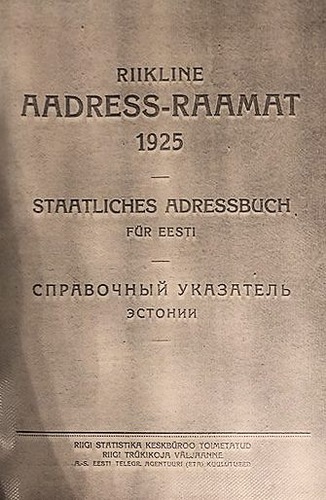 RIIKLINE
AADRESS-RAAMAT
1925
STAATLICHES ADRESSBUCH
FÜR EESTI
СПРАВОЧНЫЙ УКАЗАТЕЛЬ
ЭСТОНИИ
RIIGI STATISTIKA KESKBÜROO TOIMETATUD
RIIGI TRÜKIKOJA VÄLJAANNE
A.-S. EESTI TELEGR. AGENTUURI (ETA) KUULUTUSED